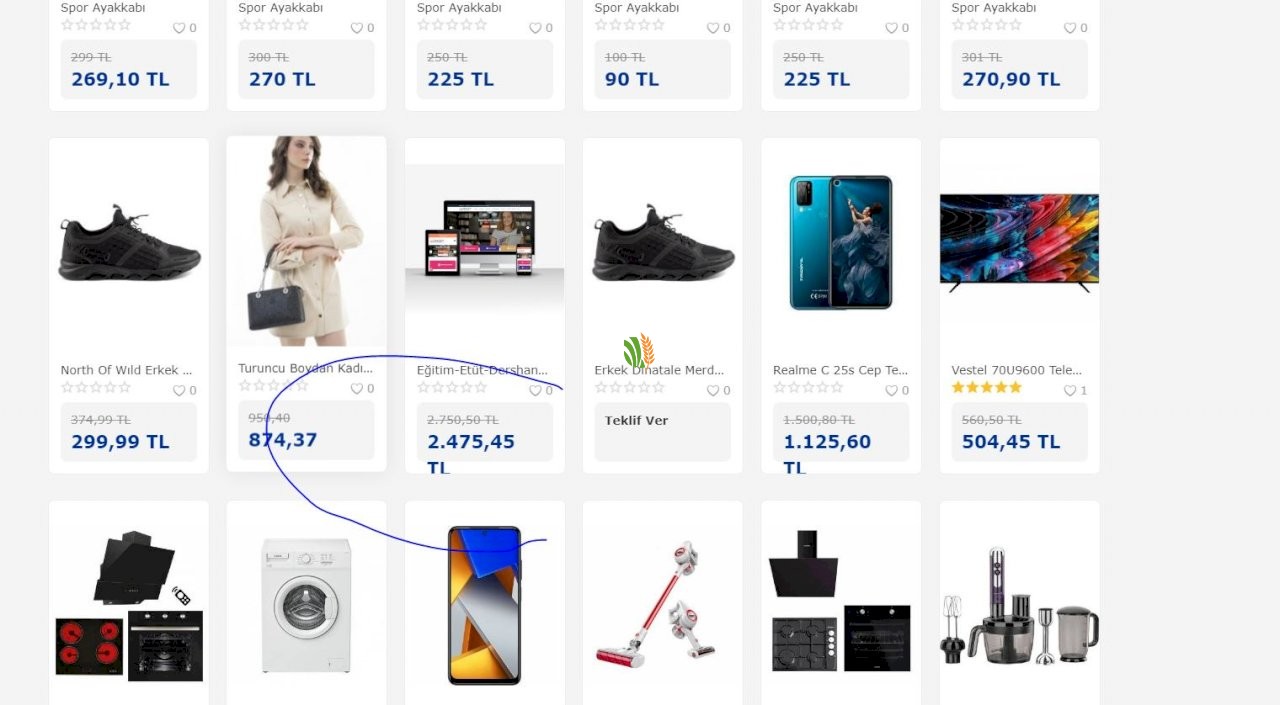 Spor Ayakkabı
Spor Ayakkabı
Spor Ayakkabı
Spor Ayakkabı
Spor Ayakkabı
Spor Ayakkabı
0
0
0
0
0
0
299 TL
300 TL
250 TL
100 TL
250 TL
301 TL
269,10 TL
270 TL
225 TL
90 TL
225 TL
270,90 TL
North Of Wıld Erkek ...
0
374,99 TL
299,99 TL
Turuncu Boydan Kadı...
0
950,40
874,37
Eğitim-Etüt-Dershan...
0
2.750,50 TL
2.475,45
TL
Erkek Dinatale Merd...
0
Teklif Ver
Realme C 25s Cep Te...
0
1.500,80 TL
1.125,60
TL
Vestel 70U9600 Tele...
1
560,50 TL
504,45 TL